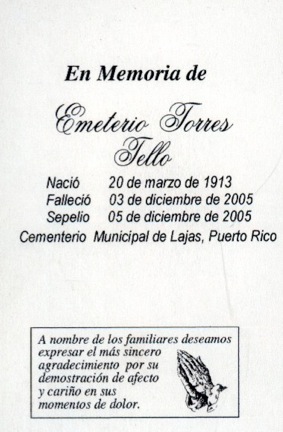 En Memoria de
Emeterio Torres
Tello
Nació 20 de marzo de 1913
Falleció 03 de diciembre de 2005
Sepelio 05 de diciembre de 2005
Cementerio Municipal de Lajas, Puerto Rico
A nombre de los familiares deseamos
expresar el más sincero
agradecimiento por su
demostración de afecto
y cariño en sus
momentos de dolor.